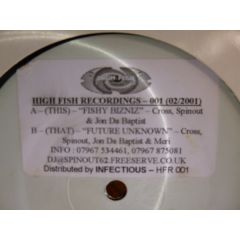 HIGH FISH RECORDINGS – 001 (02/2001)
A – (THIS) – "FISHY BIZNIZ" – Cross, Spinout
& Jon Da Baptist
B – (THAT) – "FUTURE UNKNOWN" – Cross,
Spinout, Jon Da Baptist & Meri
INFO : 07967 534461, 07967 875081
DJ@SPINOUT62.FREESERVE.CO.UK
Distributed by INFECTIOUS – HFR 001